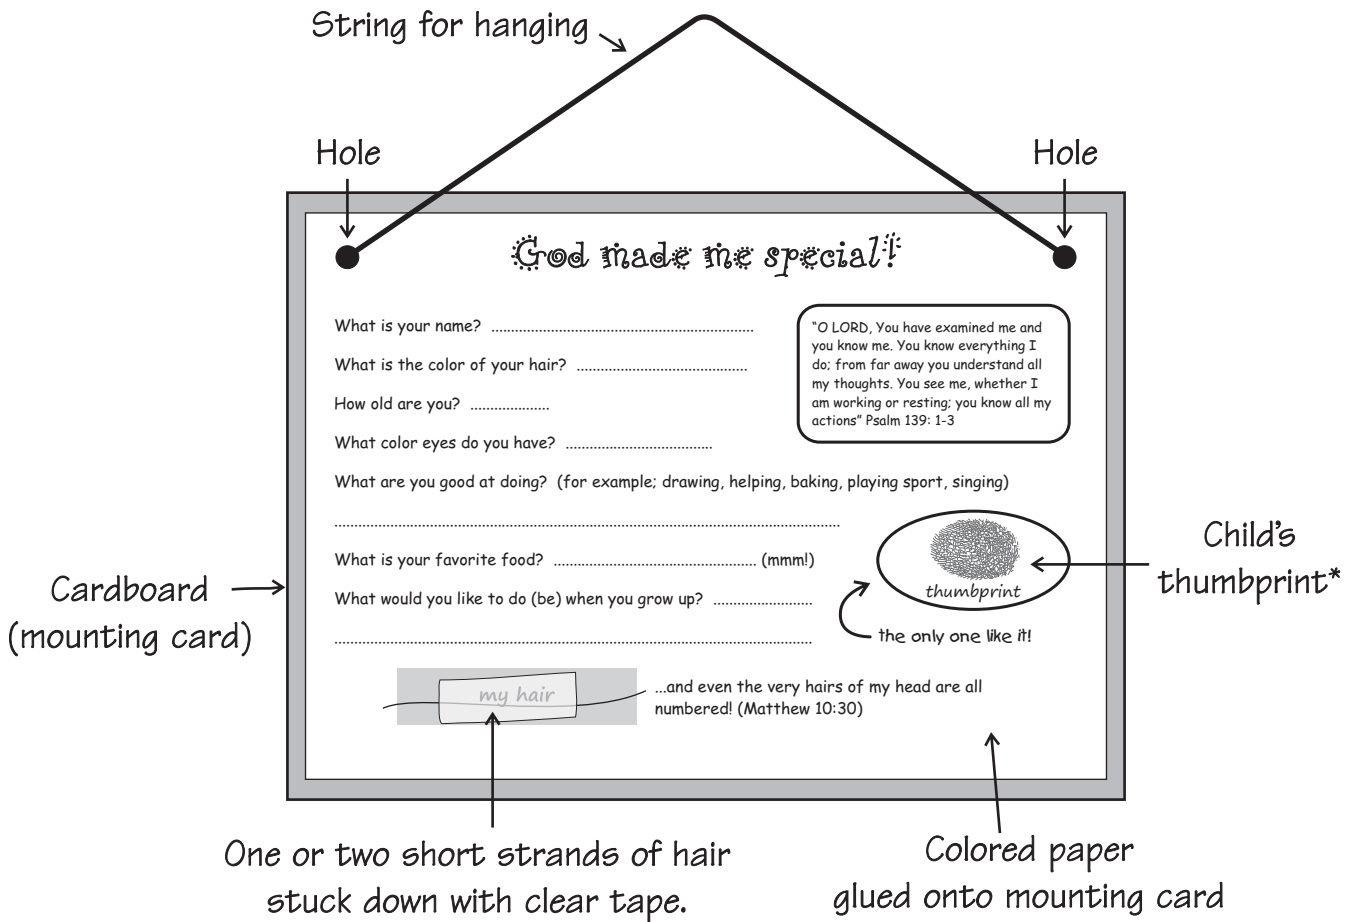 String for hanging
Hole
Hole
God made me special!
What is your name? ..................................................................
What is the color of your hair? ...........................................
How old are you? ....................
What color eyes do you have? .....................................
What are you good at doing? (for example; drawing, helping, baking, playing sport, singing)
................................................................................................................................
What is your favorite food? ................................................... (mmm!)
What would you like to do (be) when you grow up? .........................
.........................................................................................................................
"O LORD, You have examined me and
you know me. You know everything I
do; from far away you understand all
my thoughts. You see me, whether I
am working or resting; you know all my
actions" Psalm 139: 1-3
thumbprint
the only one like it!
Child's
thumbprint*
Cardboard
(mounting card)
my hair
...and even the very hairs of my head are all
numbered! (Matthew 10:30)
One or two short strands of hair
stuck down with clear tape.
Colored paper
glued onto mounting card